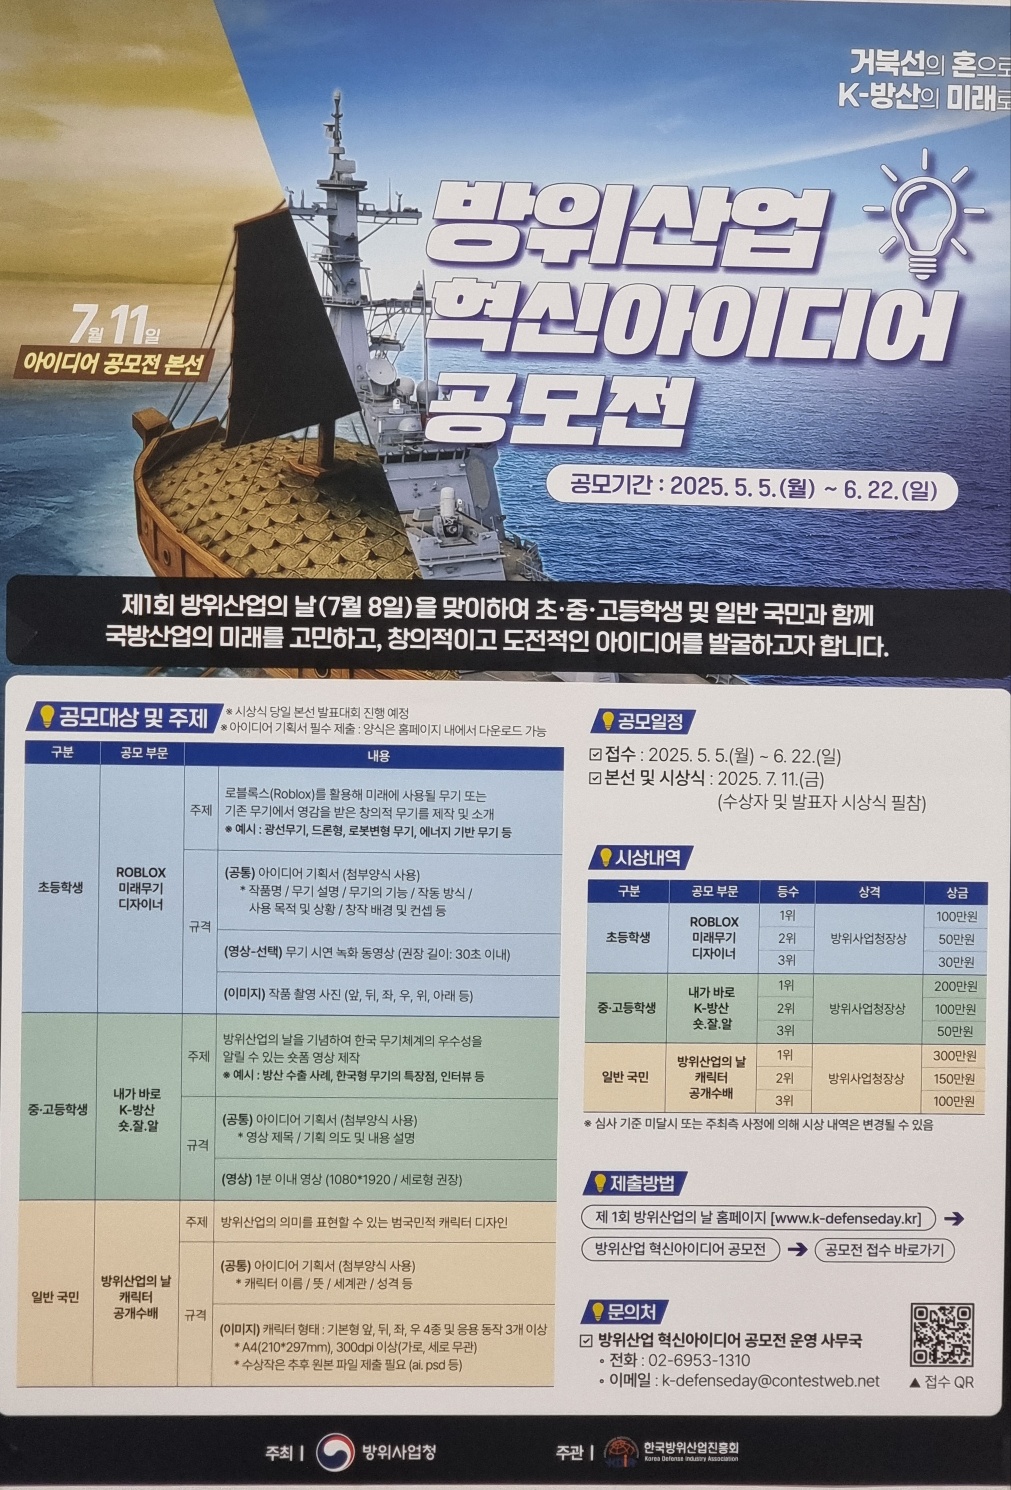 거북선의 혼으로
K-방산의 미래로
방위산업
혁신아이디어
공모전
7월 11일
아이디어 공모전 본선
공모기간 : 2025. 5. 5.(월) ~ 6. 22.(일)
제1회 방위산업의 날(7월 8일)을 맞이하여 초·중·고등학생 및 일반 국민과 함께
국방산업의 미래를 고민하고, 창의적이고 도전적인 아이디어를 발굴하고자 합니다.
공모대상 및 주제
※ 시상식 당일 본선 발표대회 진행 예정
※ 아이디어 기획서 필수 제출 : 양식은 홈페이지 내에서 다운로드 가능
구분 공모 부문 내용
초등학생
ROBLOX
미래무기
디자이너
주제
로블록스(Roblox)를 활용해 미래에 사용될 무기 또는
기존 무기에서 영감을 받은 창의적 무기를 제작 및 소개
※ 예시 : 광선무기, 드론형, 로봇변형 무기, 에너지 기반 무기 등
규격
(공통) 아이디어 기획서 (첨부양식 사용)
* 작품명 / 무기 설명 / 무기의 기능 / 작동 방식 /
사용 목적 및 상황 / 창작 배경 및 컨셉 등
(영상-선택) 무기 시연 녹화 동영상 (권장 길이: 30초 이내)
(이미지) 작품 촬영 사진 (앞, 뒤, 좌, 우, 위, 아래 등)
중·고등학생
내가 바로
K-방산
숏.잘.알
주제
방위산업의 날을 기념하여 한국 무기체계의 우수성을
알릴 수 있는 숏폼 영상 제작
※ 예시 : 방산 수출 사례, 한국형 무기의 특장점, 인터뷰 등
규격
(공통) 아이디어 기획서 (첨부양식 사용)
* 영상 제목 / 기획 의도 및 내용 설명
(영상) 1분 이내 영상 (1080*1920 / 세로형 권장)
일반 국민
방위산업의 날
캐릭터
공개수배
주제
방위산업의 의미를 표현할 수 있는 범국민적 캐릭터 디자인
규격
(공통) 아이디어 기획서 (첨부양식 사용)
* 캐릭터 이름 / 뜻 / 세계관 / 성격 등
(이미지) 캐릭터 형태 : 기본형 앞, 뒤, 좌, 우 4종 및 응용 동작 3개 이상
* A4(210*297mm), 300dpi 이상(가로, 세로 무관)
* 수상작은 추후 원본 파일 제출 필요 (ai. psd 등)
공모일정
접수 : 2025. 5. 5.(월) ~ 6. 22.(일)
본선 및 시상식 : 2025. 7. 11.(금)
(수상자 및 발표자 시상식 필참)
시상내역
구분 공모 부문 등수 상격 상금
초등학생
ROBLOX
미래무기
디자이너
1위
2위
3위
방위사업청장상
100만원
50만원
30만원
중·고등학생
내가 바로
K-방산
숏.잘.알
1위
2위
3위
방위사업청장상
200만원
100만원
50만원
일반 국민
방위산업의 날
캐릭터
공개수배
1위
2위
3위
방위사업청장상
300만원
150만원
100만원
※ 심사 기준 미달시 또는 주최측 사정에 의해 시상 내역은 변경될 수 있음
제출방법
제 1회 방위산업의 날 홈페이지 [www.k-defenseday.kr] ➔
방위산업 혁신아이디어 공모전 ➔ 공모전 접수 바로가기
문의처
방위산업 혁신아이디어 공모전 운영 사무국
• 전화 : 02-6953-1310
• 이메일 : k-defenseday@contestweb.net
▲ 접수 QR
주최 | 방위사업청
주관 | 한국방위산업진흥회
Korea Defense Industry Association